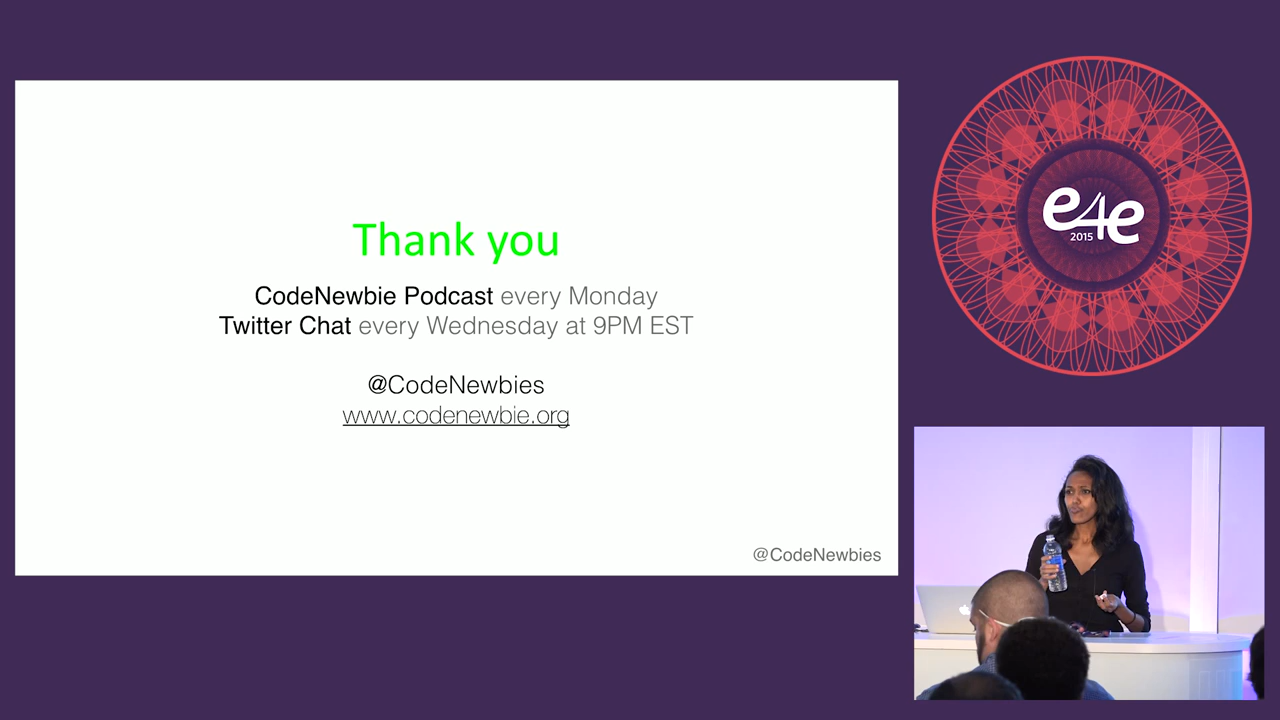 Thank you
CodeNewbie Podcast every Monday
Twitter Chat every Wednesday at 9PM EST
@CodeNewbies
www.codenewbie.org
@CodeNewbies
e4e
2015